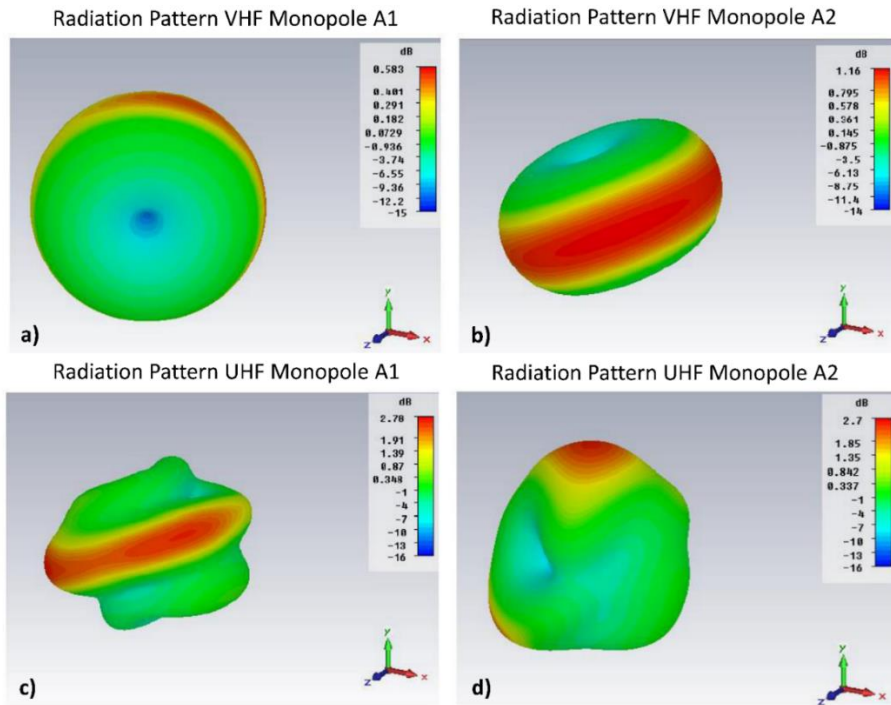 Radiation Pattern VHF Monopole A1
dB
0.583
0.401
0.291
0.182
0.0729
-0.936
-3.74
-6.55
-9.36
-12.2
-15
y
x
z
a)
Radiation Pattern VHF Monopole A2
dB
1.16
0.795
0.578
0.361
0.145
-0.875
-3.5
-6.13
-8.75
-11.4
-14
y
x
z
b)
Radiation Pattern UHF Monopole A1
dB
2.78
1.91
1.39
0.87
0.348
-1
-4
-7
-10
-13
-16
y
x
z
c)
Radiation Pattern UHF Monopole A2
dB
2.7
1.85
1.35
0.842
0.337
-1
-4
-7
-10
-13
-16
y
x
z
d)